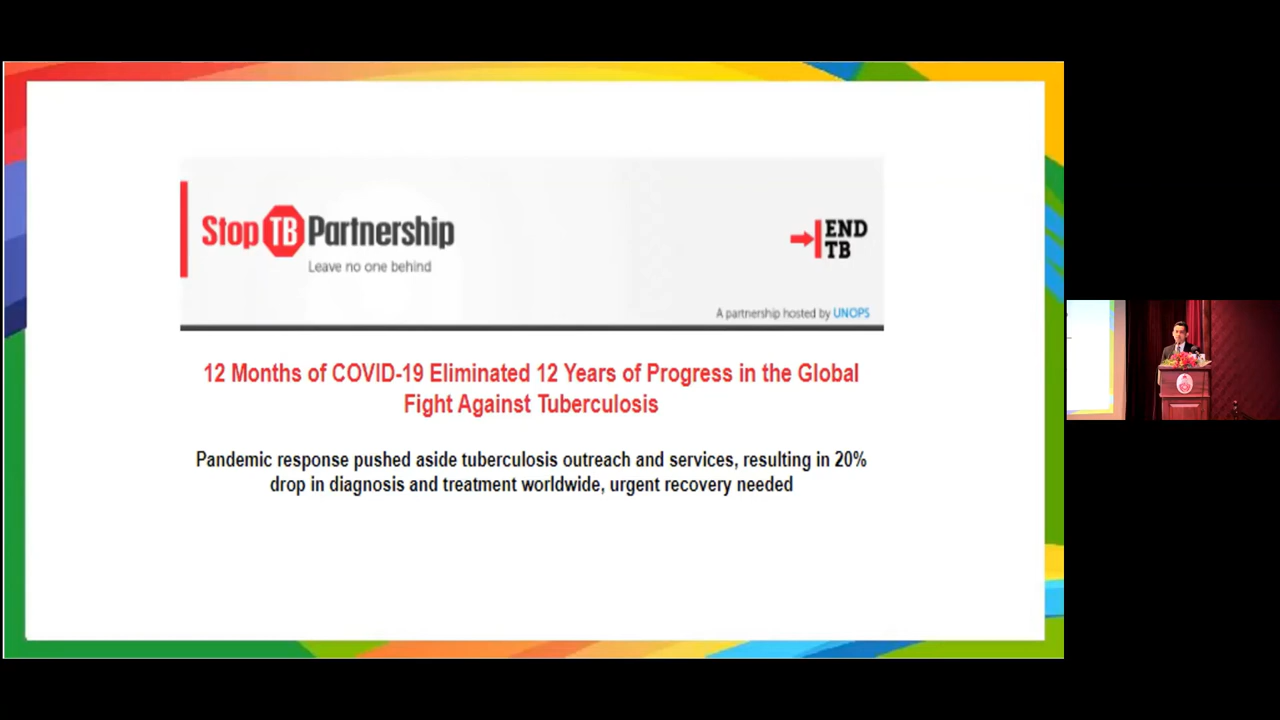 Stop TB Partnership
Leave no one behind
END
TB
A partnership hosted by UNOPS
12 Months of COVID-19 Eliminated 12 Years of Progress in the Global
Fight Against Tuberculosis
Pandemic response pushed aside tuberculosis outreach and services, resulting in 20%
drop in diagnosis and treatment worldwide, urgent recovery needed